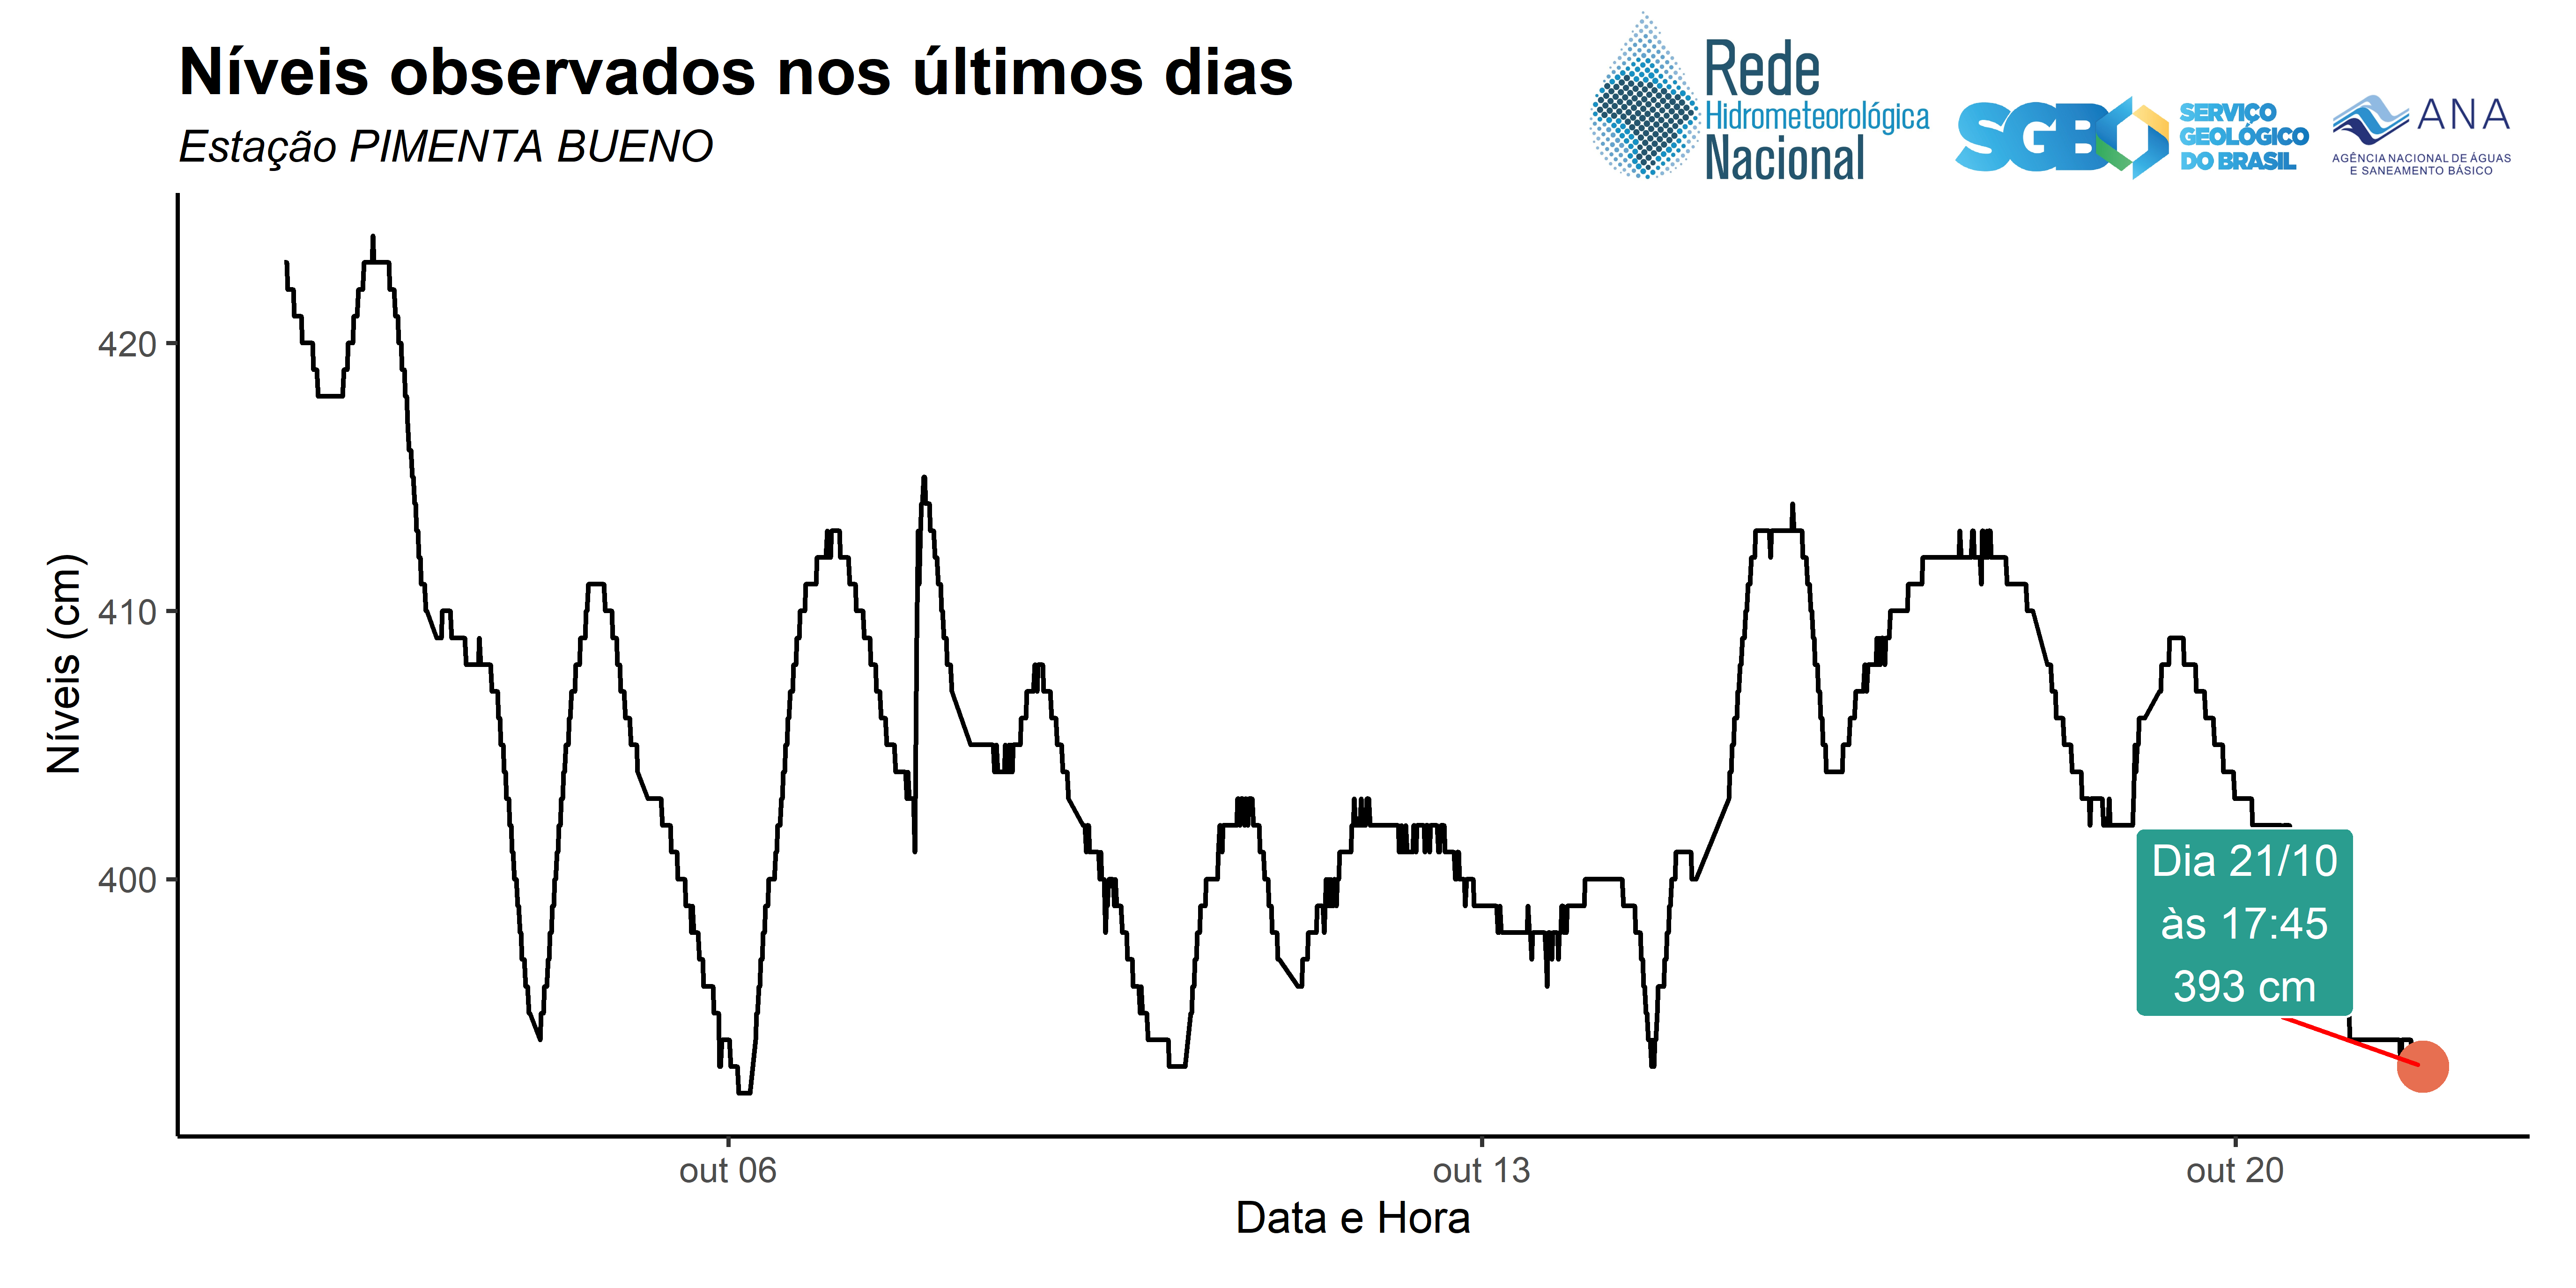 Níveis observados nos últimos dias
Estação PIMENTA BUENO
Rede
Hidrometeorológica
Nacional
SGB
SERVIÇO
GEOLÓGICO
DO BRASIL
ANA
AGÊNCIA NACIONAL DE ÁGUAS
E SANEAMENTO BÁSICO
Níveis (cm)
420
410
400
Dia 21/10
às 17:45
393 cm
out 06
out 13
out 20
Data e Hora